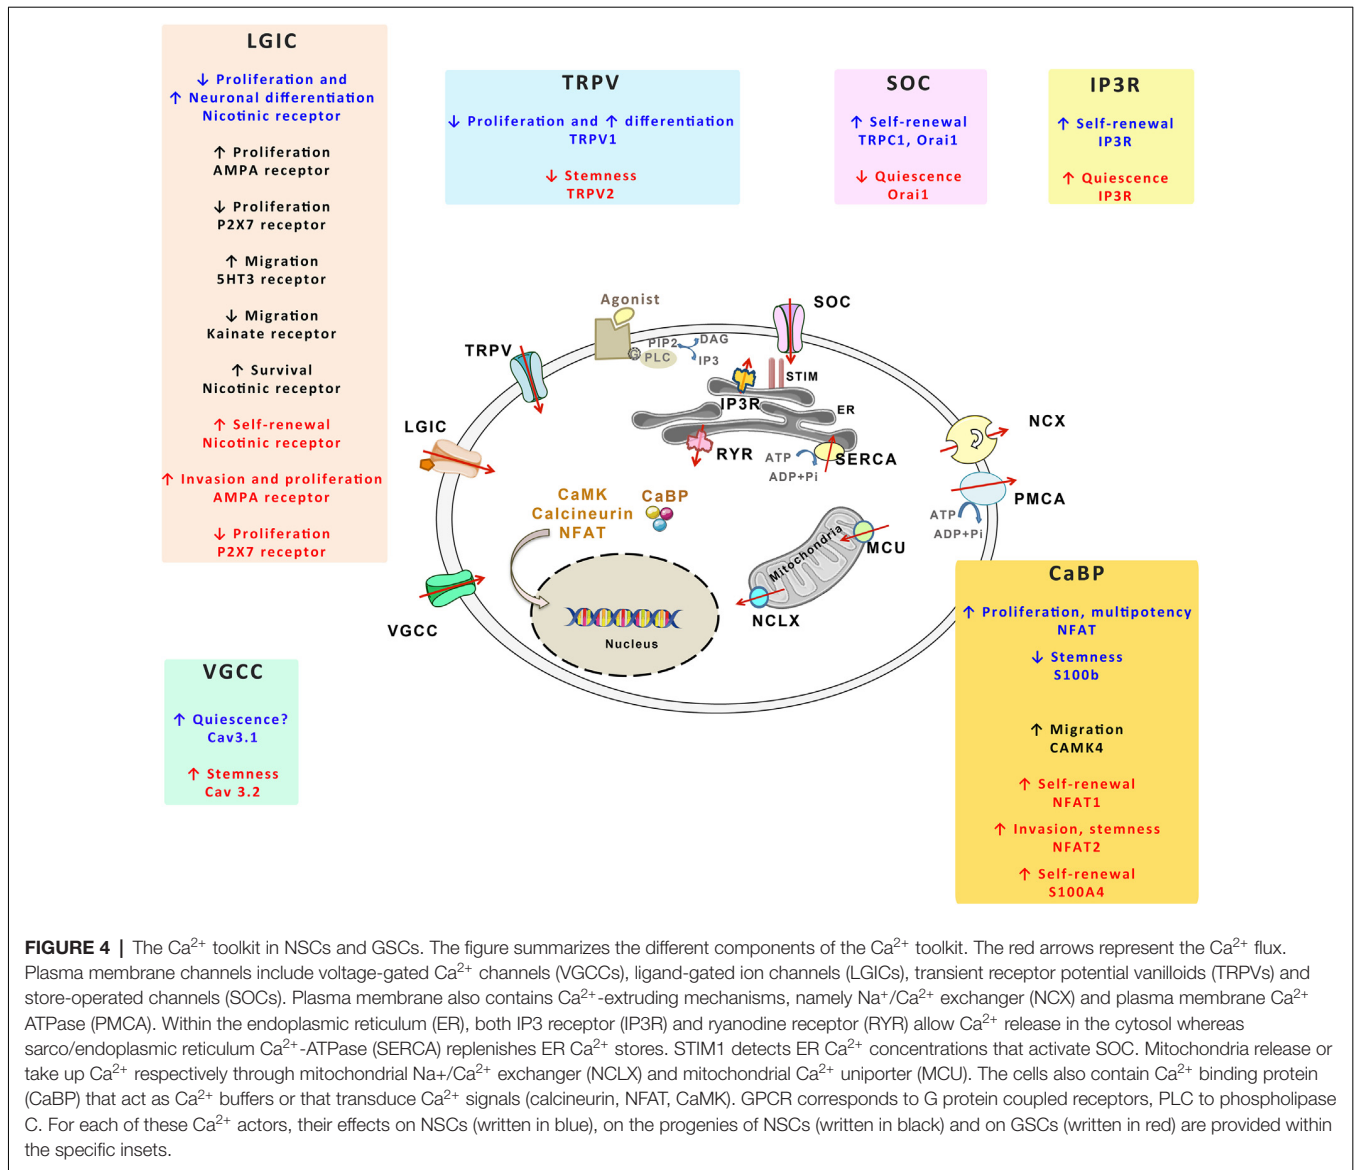 LGIC
↓ Proliferation and
↑ Neuronal differentiation
Nicotinic receptor
↑ Proliferation
AMPA receptor
↓ Proliferation
P2X7 receptor
↑ Migration
5HT3 receptor
↓ Migration
Kainate receptor
↑ Survival
Nicotinic receptor
↑ Self-renewal
Nicotinic receptor
↑ Invasion and proliferation
AMPA receptor
↓ Proliferation
P2X7 receptor
TRPV
↓ Proliferation and ↑ differentiation
TRPV1
↓ Stemness
TRPV2
SOC
↑ Self-renewal
TRPC1, Orai1
↓ Quiescence
Orai1
IP3R
↑ Self-renewal
IP3R
↑ Quiescence
IP3R
Agonist
SOC
TRPV
PIP2
DAG
G
PLC
IP3
STIM
IP3R
ER
LGIC
NCX
RYR
ATP
SERCA
ADP+Pi
PMCA
ATP
ADP+Pi
CaMK
Calcineurin
NFAT
CaBP
Mitochondria
MCU
NCLX
VGCC
Nucleus
VGCC
↑ Quiescence?
Cav3.1
↑ Stemness
Cav 3.2
CaBP
↑ Proliferation, multipotency
NFAT
↓ Stemness
S100b
↑ Migration
CAMK4
↑ Self-renewal
NFAT1
↑ Invasion, stemness
NFAT2
↑ Self-renewal
S100A4
FIGURE 4 | The Ca²⁺ toolkit in NSCs and GSCs. The figure summarizes the different components of the Ca²⁺ toolkit. The red arrows represent the Ca²⁺ flux.
Plasma membrane channels include voltage-gated Ca²⁺ channels (VGCCs), ligand-gated ion channels (LGICs), transient receptor potential vanilloids (TRPVs) and
store-operated channels (SOCs). Plasma membrane also contains Ca²⁺-extruding mechanisms, namely Na⁺/Ca²⁺ exchanger (NCX) and plasma membrane Ca²⁺
ATPase (PMCA). Within the endoplasmic reticulum (ER), both IP3 receptor (IP3R) and ryanodine receptor (RYR) allow Ca²⁺ release in the cytosol whereas
sarco/endoplasmic reticulum Ca²⁺-ATPase (SERCA) replenishes ER Ca²⁺ stores. STIM1 detects ER Ca²⁺ concentrations that activate SOC. Mitochondria release or
take up Ca²⁺ respectively through mitochondrial Na+/Ca²⁺ exchanger (NCLX) and mitochondrial Ca²⁺ uniporter (MCU). The cells also contain Ca²⁺ binding protein
(CaBP) that act as Ca²⁺ buffers or that transduce Ca²⁺ signals (calcineurin, NFAT, CaMK). GPCR corresponds to G protein coupled receptors, PLC to phospholipase
C. For each of these Ca²⁺ actors, their effects on NSCs (written in blue), on the progenies of NSCs (written in black) and on GSCs (written in red) are provided within
the specific insets.